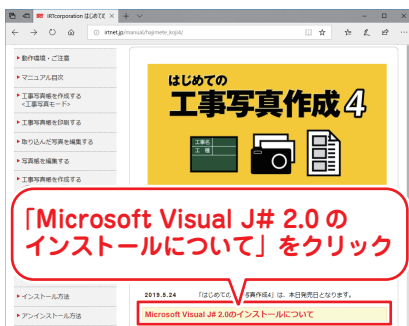 IRTcorporation はじめての
irtnet.jp/manual/hajimete_koji4/
動作環境・ご注意
マニュアル目次
工事写真帳を作成する
<工事写真モード>
工事写真帳を印刷する
取り込んだ写真を編集する
写真帳を編集する
工事写真帳を作成する
はじめての
工事写真作成4
工事名
工 種
「Microsoft Visual J# 2.0 の
インストールについて」をクリック
インストール方法
アンインストール方法
2019.5.24 「はじめての 写真作成4」は、本日発売日となります。
Microsoft Visual J# 2.0のインストールについて